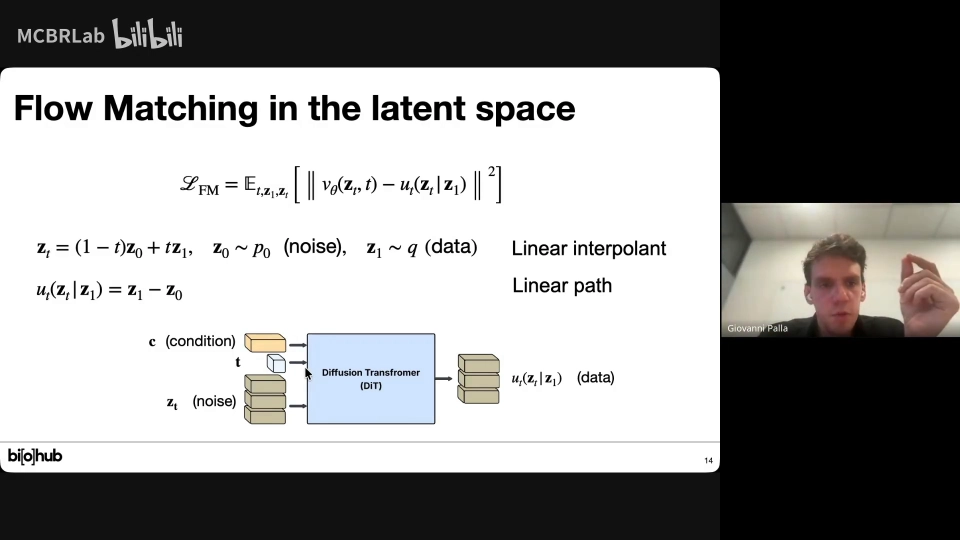 MCBRLab bilibili
Flow Matching in the latent space
ℒ_FM = 𝔼_{t,z₁,z_t} [ ‖ v_θ(z_t, t) − u_t(z_t | z₁) ‖² ]
z_t = (1 − t)z₀ + tz₁, z₀ ∼ p₀ (noise), z₁ ∼ q (data) Linear interpolant
u_t(z_t | z₁) = z₁ − z₀ Linear path
c (condition)
t
z_t (noise)
Diffusion Transfromer
(DiT)
u_t(z_t | z₁) (data)
Giovanni Palla
bi[o]hub
14